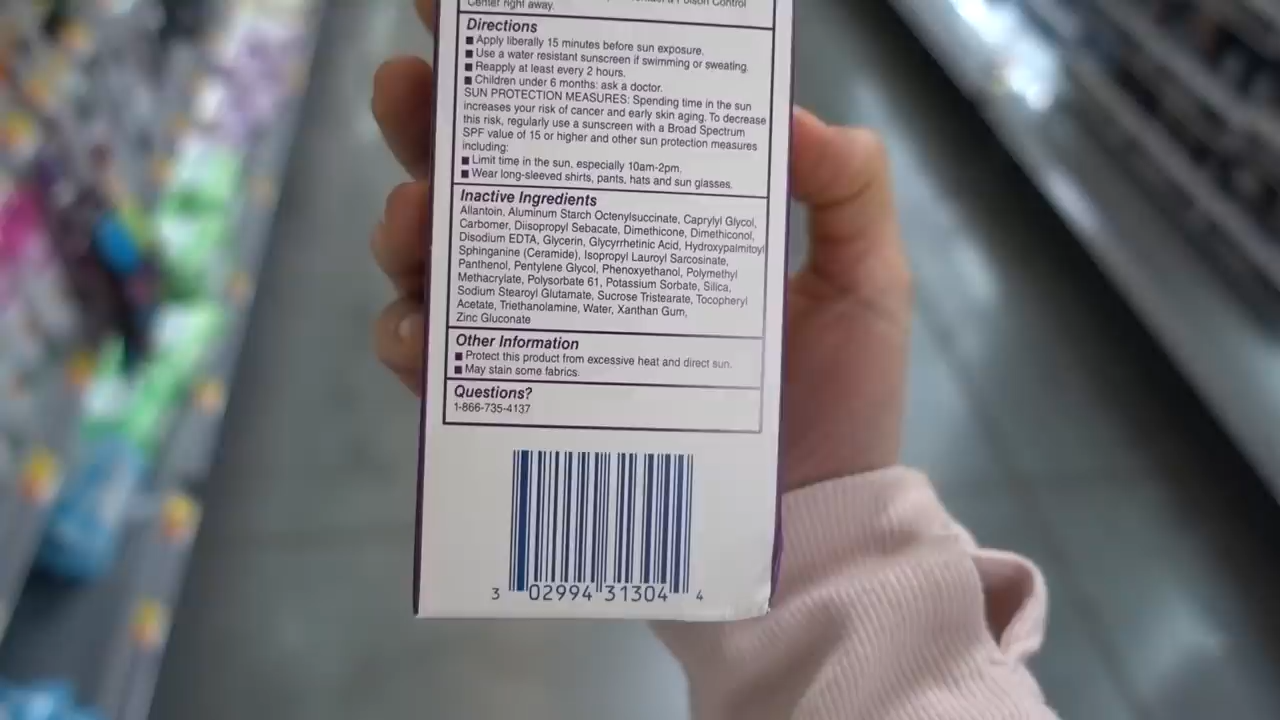 Poison Control
Center right away.
Directions
■ Apply liberally 15 minutes before sun exposure.
■ Use a water resistant sunscreen if swimming or sweating.
■ Reapply at least every 2 hours.
■ Children under 6 months: ask a doctor.
SUN PROTECTION MEASURES: Spending time in the sun
increases your risk of cancer and early skin aging. To decrease
this risk, regularly use a sunscreen with a Broad Spectrum
SPF value of 15 or higher and other sun protection measures
including:
■ Limit time in the sun, especially 10am-2pm.
■ Wear long-sleeved shirts, pants, hats and sun glasses.
Inactive Ingredients
Allantoin, Aluminum Starch Octenylsuccinate, Caprylyl Glycol,
Carbomer, Diisopropyl Sebacate, Dimethicone, Dimethiconol,
Disodium EDTA, Glycerin, Glycyrrhetinic Acid, Hydroxypalmitoyl
Sphinganine (Ceramide), Isopropyl Lauroyl Sarcosinate,
Panthenol, Pentylene Glycol, Phenoxyethanol, Polymethyl
Methacrylate, Polysorbate 61, Potassium Sorbate, Silica,
Sodium Stearoyl Glutamate, Sucrose Tristearate, Tocopheryl
Acetate, Triethanolamine, Water, Xanthan Gum,
Zinc Gluconate
Other Information
■ Protect this product from excessive heat and direct sun.
■ May stain some fabrics.
Questions?
1-866-735-4137
3 02994 31304 4